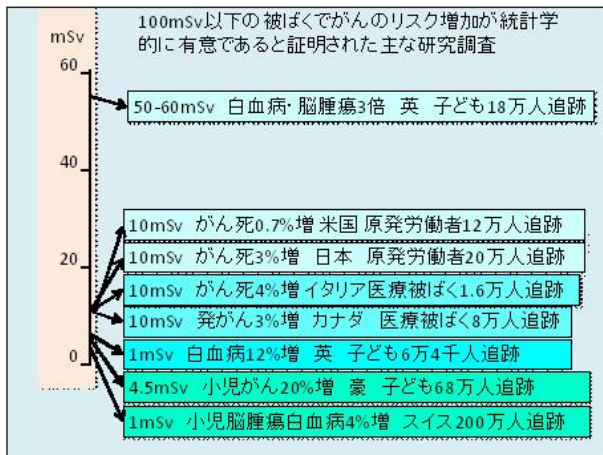 100mSv以下の被ばくでがんのリスク増加が統計学
的に有意であると証明された主な研究調査
mSv
60
50-60mSv 白血病・脳腫瘍3倍 英 子ども18万人追跡
40
10mSv がん死0.7%増 米国 原発労働者12万人追跡
10mSv がん死3%増 日本 原発労働者20万人追跡
20
10mSv がん死4%増 イタリア医療被ばく1.6万人追跡
10mSv 発がん3%増 カナダ 医療被ばく8万人追跡
1mSv 白血病12%増 英 子ども6万4千人追跡
0
4.5mSv 小児がん20%増 豪 子ども68万人追跡
1mSv 小児脳腫瘍白血病4%増 スイス200万人追跡